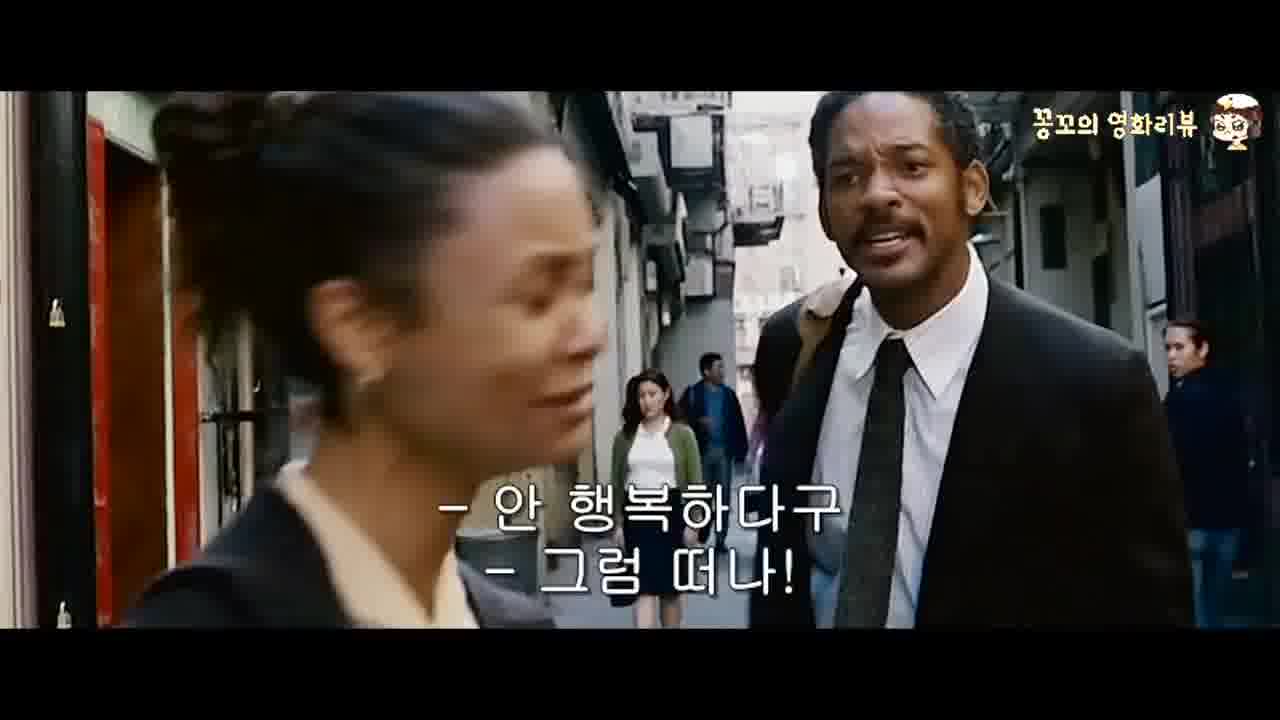 꽁꼬의 영화리뷰
- 안 행복하다구
- 그럼 떠나!